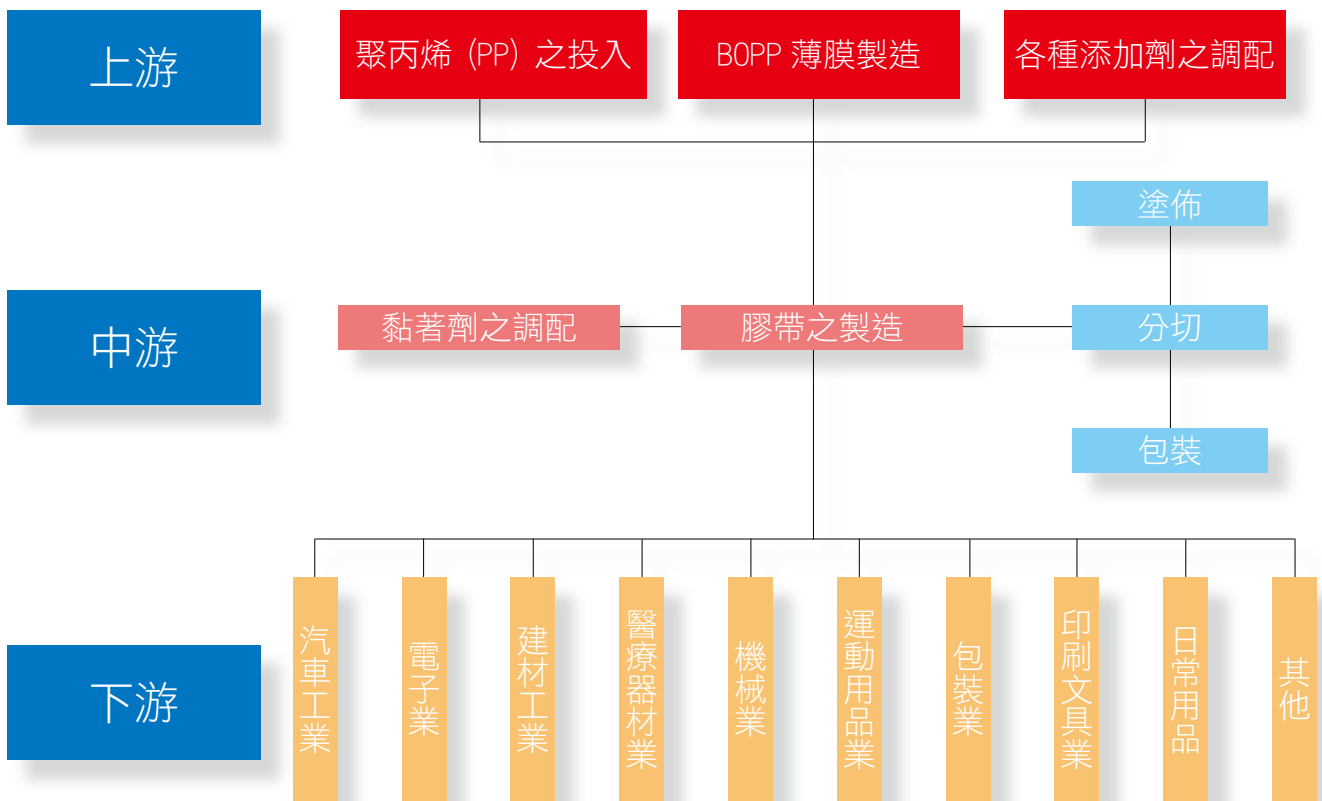 上游
聚丙烯 (PP) 之投入
BOPP 薄膜製造
各種添加劑之調配
塗佈
中游
黏著劑之調配
膠帶之製造
分切
包裝
下游
汽車工業
電子業
建材工業
醫療器材業
機械業
運動用品業
包裝業
印刷文具業
日常用品
其他